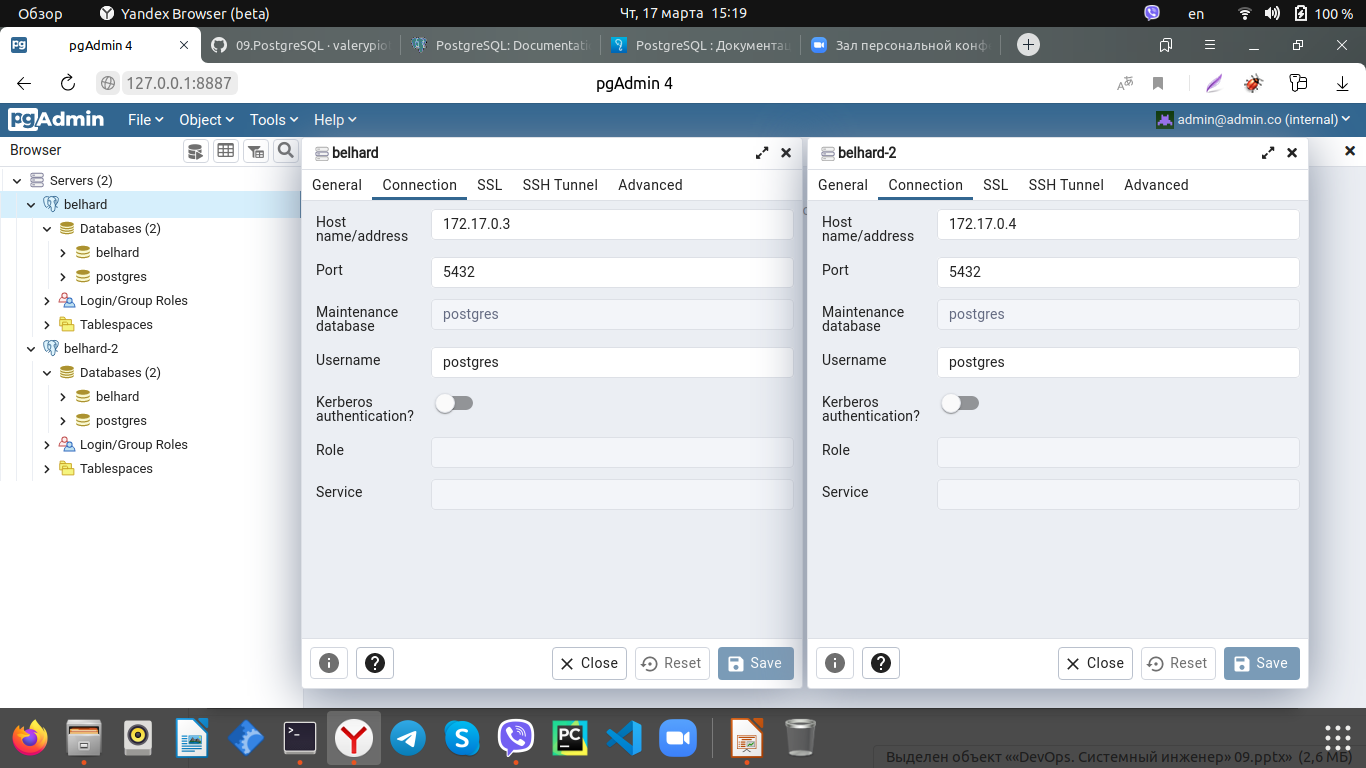 Обзор
Yandex Browser (beta)
Чт, 17 марта 15:19
en
100 %
pgAdmin 4
09.PostgreSQL · valerypio
PostgreSQL: Documentati
PostgreSQL : Документац
Зал персональной конф
127.0.0.1:8887
pgAdmin 4
pgAdmin
File
Object
Tools
Help
admin@admin.co (internal)
Browser
Servers (2)
belhard
Databases (2)
belhard
postgres
Login/Group Roles
Tablespaces
belhard-2
Databases (2)
belhard
postgres
Login/Group Roles
Tablespaces
belhard
General
Connection
SSL
SSH Tunnel
Advanced
Host name/address
172.17.0.3
Port
5432
Maintenance database
postgres
Username
postgres
Kerberos authentication?
Role
Service
Close
Reset
Save
belhard-2
General
Connection
SSL
SSH Tunnel
Advanced
Host name/address
172.17.0.4
Port
5432
Maintenance database
postgres
Username
postgres
Kerberos authentication?
Role
Service
Close
Reset
Save
Выделен объект ««DevOps. Системный инженер» 09.pptx» (2,6 МБ)